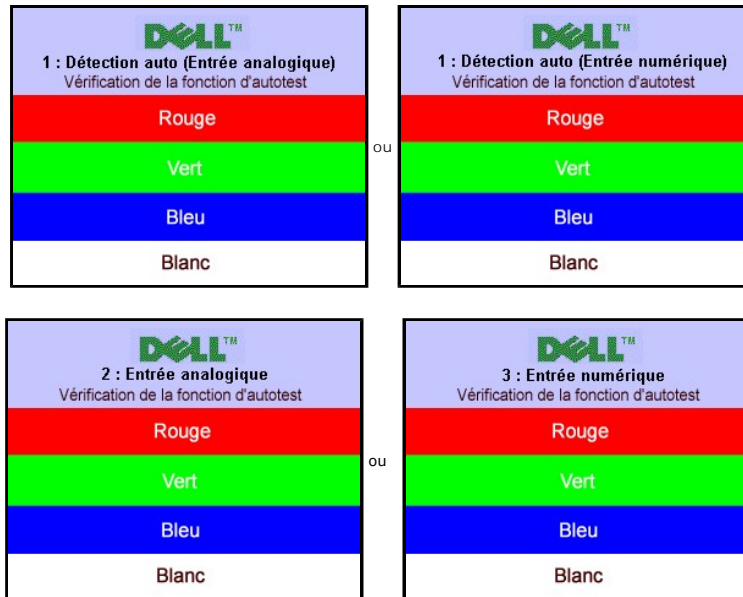 DELL™
1 : Détection auto (Entrée analogique)
Vérification de la fonction d'autotest
Rouge
Vert
Bleu
Blanc
ou
DELL™
1 : Détection auto (Entrée numérique)
Vérification de la fonction d'autotest
Rouge
Vert
Bleu
Blanc
DELL™
2 : Entrée analogique
Vérification de la fonction d'autotest
Rouge
Vert
Bleu
Blanc
ou
DELL™
3 : Entrée numérique
Vérification de la fonction d'autotest
Rouge
Vert
Bleu
Blanc